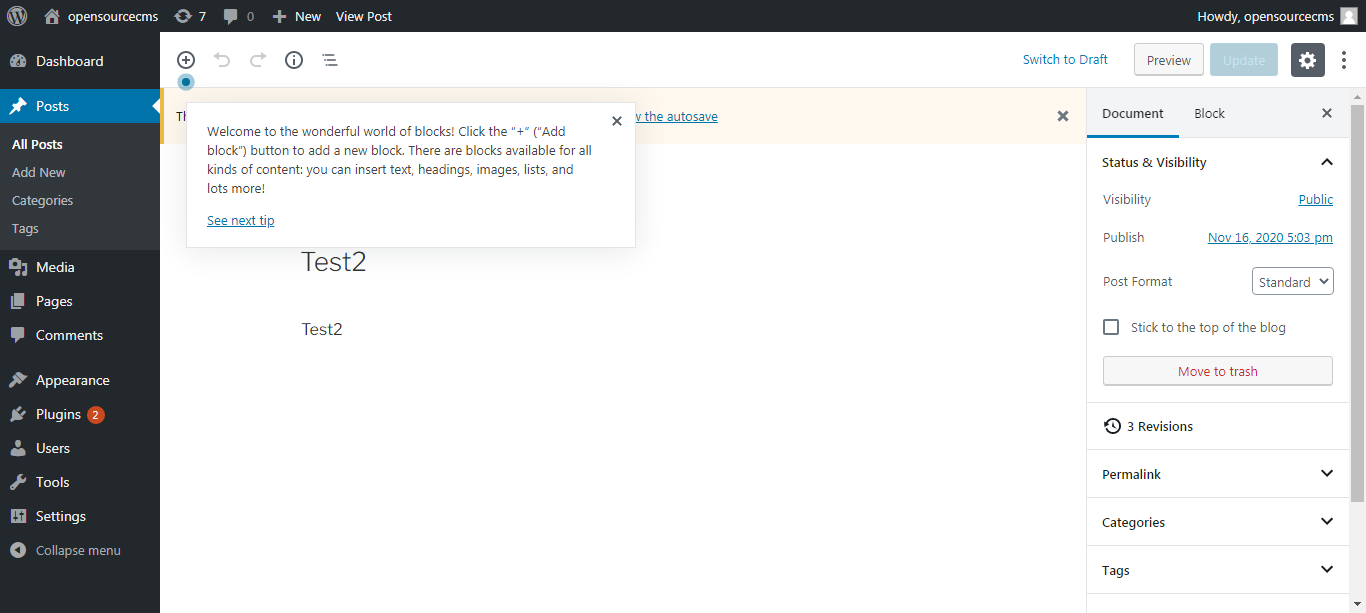 opensourcecms 7 0 New View Post Howdy, opensourcecms
Dashboard
Posts
All Posts
Add New
Categories
Tags
Media
Pages
Comments
Appearance
Plugins 2
Users
Tools
Settings
Collapse menu
Switch to Draft Preview Update
the autosave
Welcome to the wonderful world of blocks! Click the “+” (“Add
block”) button to add a new block. There are blocks available for all
kinds of content: you can insert text, headings, images, lists, and
lots more!
See next tip
Test2
Test2
Document Block
Status & Visibility
Visibility Public
Publish Nov 16, 2020 5:03 pm
Post Format Standard
Stick to the top of the blog
Move to trash
3 Revisions
Permalink
Categories
Tags